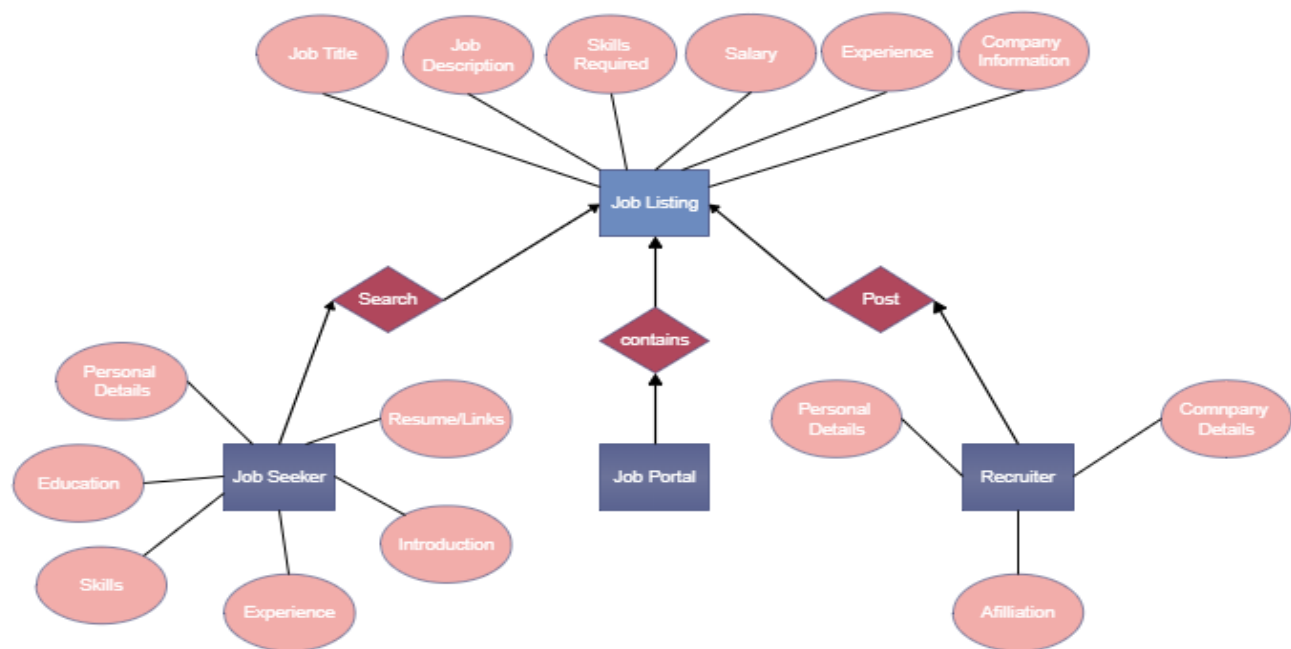 Job Title
Job
Description
Skills
Required
Salary
Experience
Company
Information
Job Listing
Search
Post
contains
Personal
Details
Resume/Links
Personal
Details
Comnpany
Details
Job Seeker
Job Portal
Recruiter
Education
Introduction
Skills
Experience
Afilliation